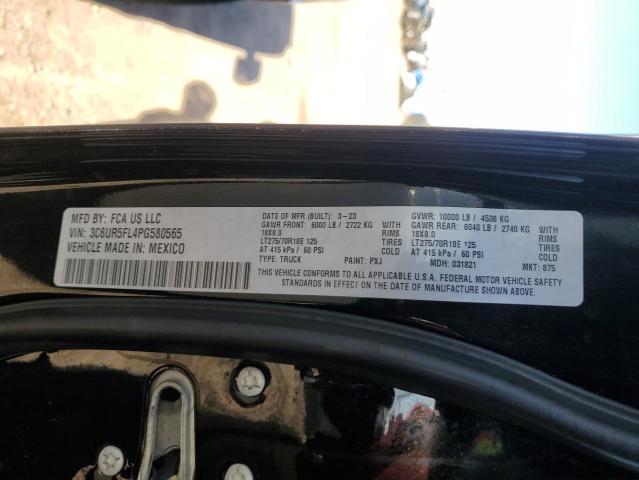 MFD BY: FCA US LLC
VIN: 3C6UR5FL4PG580565
VEHICLE MADE IN: MEXICO
DATE OF MFR (BUILT): 3-23
GAWR FRONT: 6000 LB / 2722 KG
18X8.0 RIMS
LT275/70R18E 125 TIRES
AT 415 kPa / 60 PSI COLD
TYPE: TRUCK PAINT: PXJ
GVWR: 10000 LB / 4536 KG
GAWR REAR: 6040 LB / 2740 KG
18X8.0 RIMS
LT275/70R18E 125 TIRES
AT 415 kPa / 60 PSI COLD
MDH: 031821 MKT: 875
THIS VEHICLE CONFORMS TO ALL APPLICABLE U.S.A. FEDERAL MOTOR VEHICLE SAFETY
STANDARDS IN EFFECT ON THE DATE OF MANUFACTURE SHOWN ABOVE.